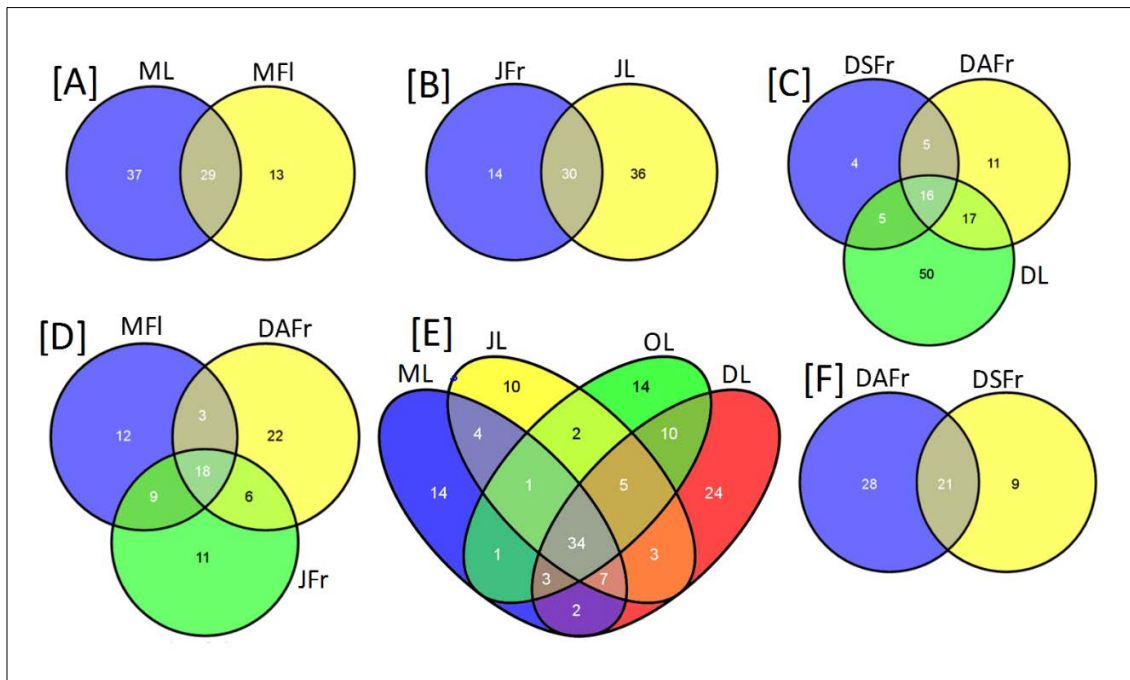 [A]
ML
MFl
37
29
13
[B]
JFr
JL
14
30
36
[C]
DSFr
DAFr
4
5
11
16
5
17
50
DL
[D]
MFl
DAFr
12
3
22
18
9
6
11
JFr
[E]
ML
JL
OL
DL
10
14
4
2
10
14
1
5
24
34
1
3
3
7
2
[F]
DAFr
DSFr
28
21
9